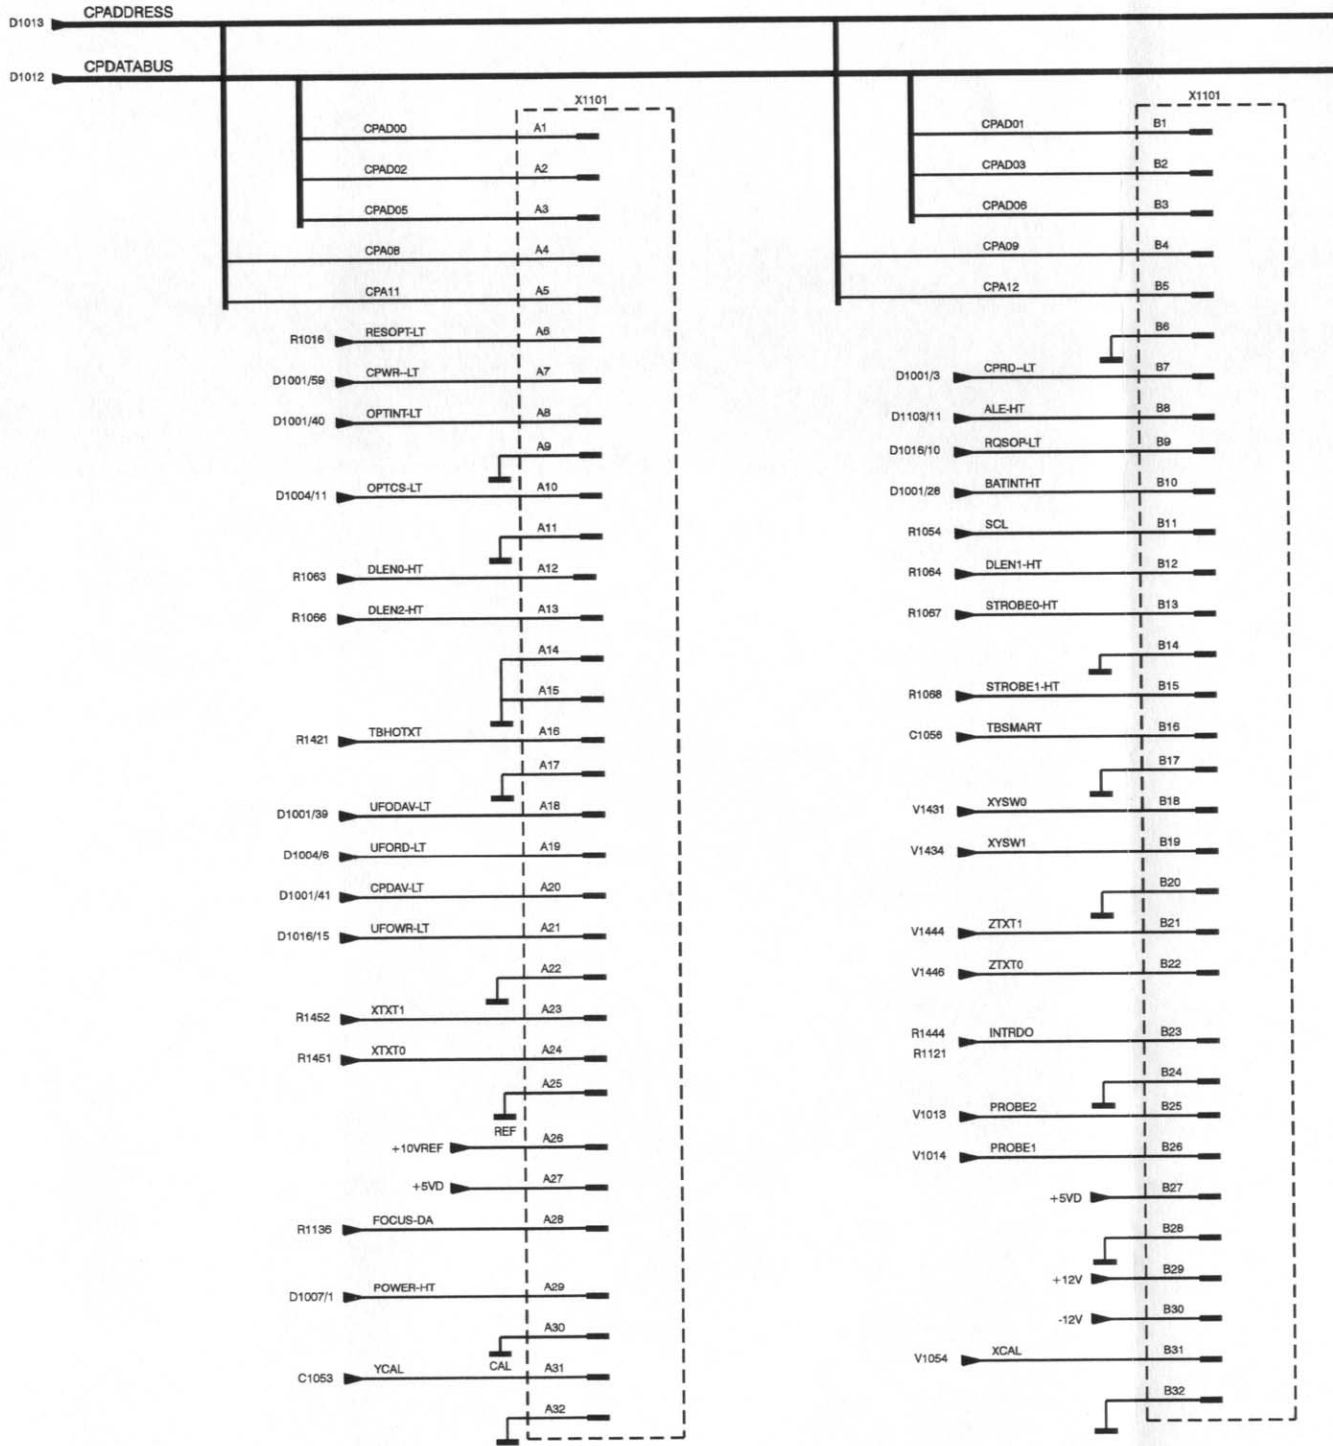 D1013 CPADDRESS
D1012 CPDATABUS
X1101
CPAD00 A1
CPAD02 A2
CPAD05 A3
CPA08 A4
CPA11 A5
R1016 RESOPT-LT A6
D1001/59 CPWR--LT A7
D1001/40 OPTINT-LT A8
A9
D1004/11 OPTCS-LT A10
A11
R1063 DLEN0-HT A12
R1066 DLEN2-HT A13
A14
A15
R1421 TBHOTXT A16
A17
D1001/39 UFODAV-LT A18
D1004/6 UFORD-LT A19
D1001/41 CPDAV-LT A20
D1016/15 UFOWR-LT A21
A22
R1452 XTXT1 A23
R1451 XTXT0 A24
A25
REF
+10VREF A26
+5VD A27
R1136 FOCUS-DA A28
D1007/1 POWER-HT A29
A30
CAL
C1053 YCAL A31
A32
X1101
CPAD01 B1
CPAD03 B2
CPAD06 B3
CPA09 B4
CPA12 B5
B6
D1001/3 CPRD--LT B7
D1103/11 ALE-HT B8
D1016/10 RQSOP-LT B9
D1001/28 BATINTHT B10
R1054 SCL B11
R1064 DLEN1-HT B12
R1067 STROBE0-HT B13
B14
R1068 STROBE1-HT B15
C1056 TBSMART B16
B17
V1431 XYSW0 B18
V1434 XYSW1 B19
B20
V1444 ZTXT1 B21
V1446 ZTXT0 B22
R1444 INTRDO B23
R1121
B24
V1013 PROBE2 B25
V1014 PROBE1 B26
+5VD B27
B28
+12V B29
-12V B30
V1054 XCAL B31
B32